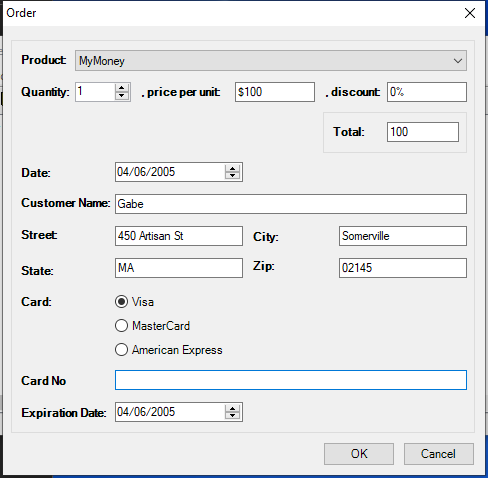 Order
Product: MyMoney
Quantity: 1 , price per unit: $100 , discount: 0%
Total: 100
Date: 04/06/2005
Customer Name: Gabe
Street: 450 Artisan St City: Somerville
State: MA Zip: 02145
Card: Visa
MasterCard
American Express
Card No
Expiration Date: 04/06/2005
OK Cancel